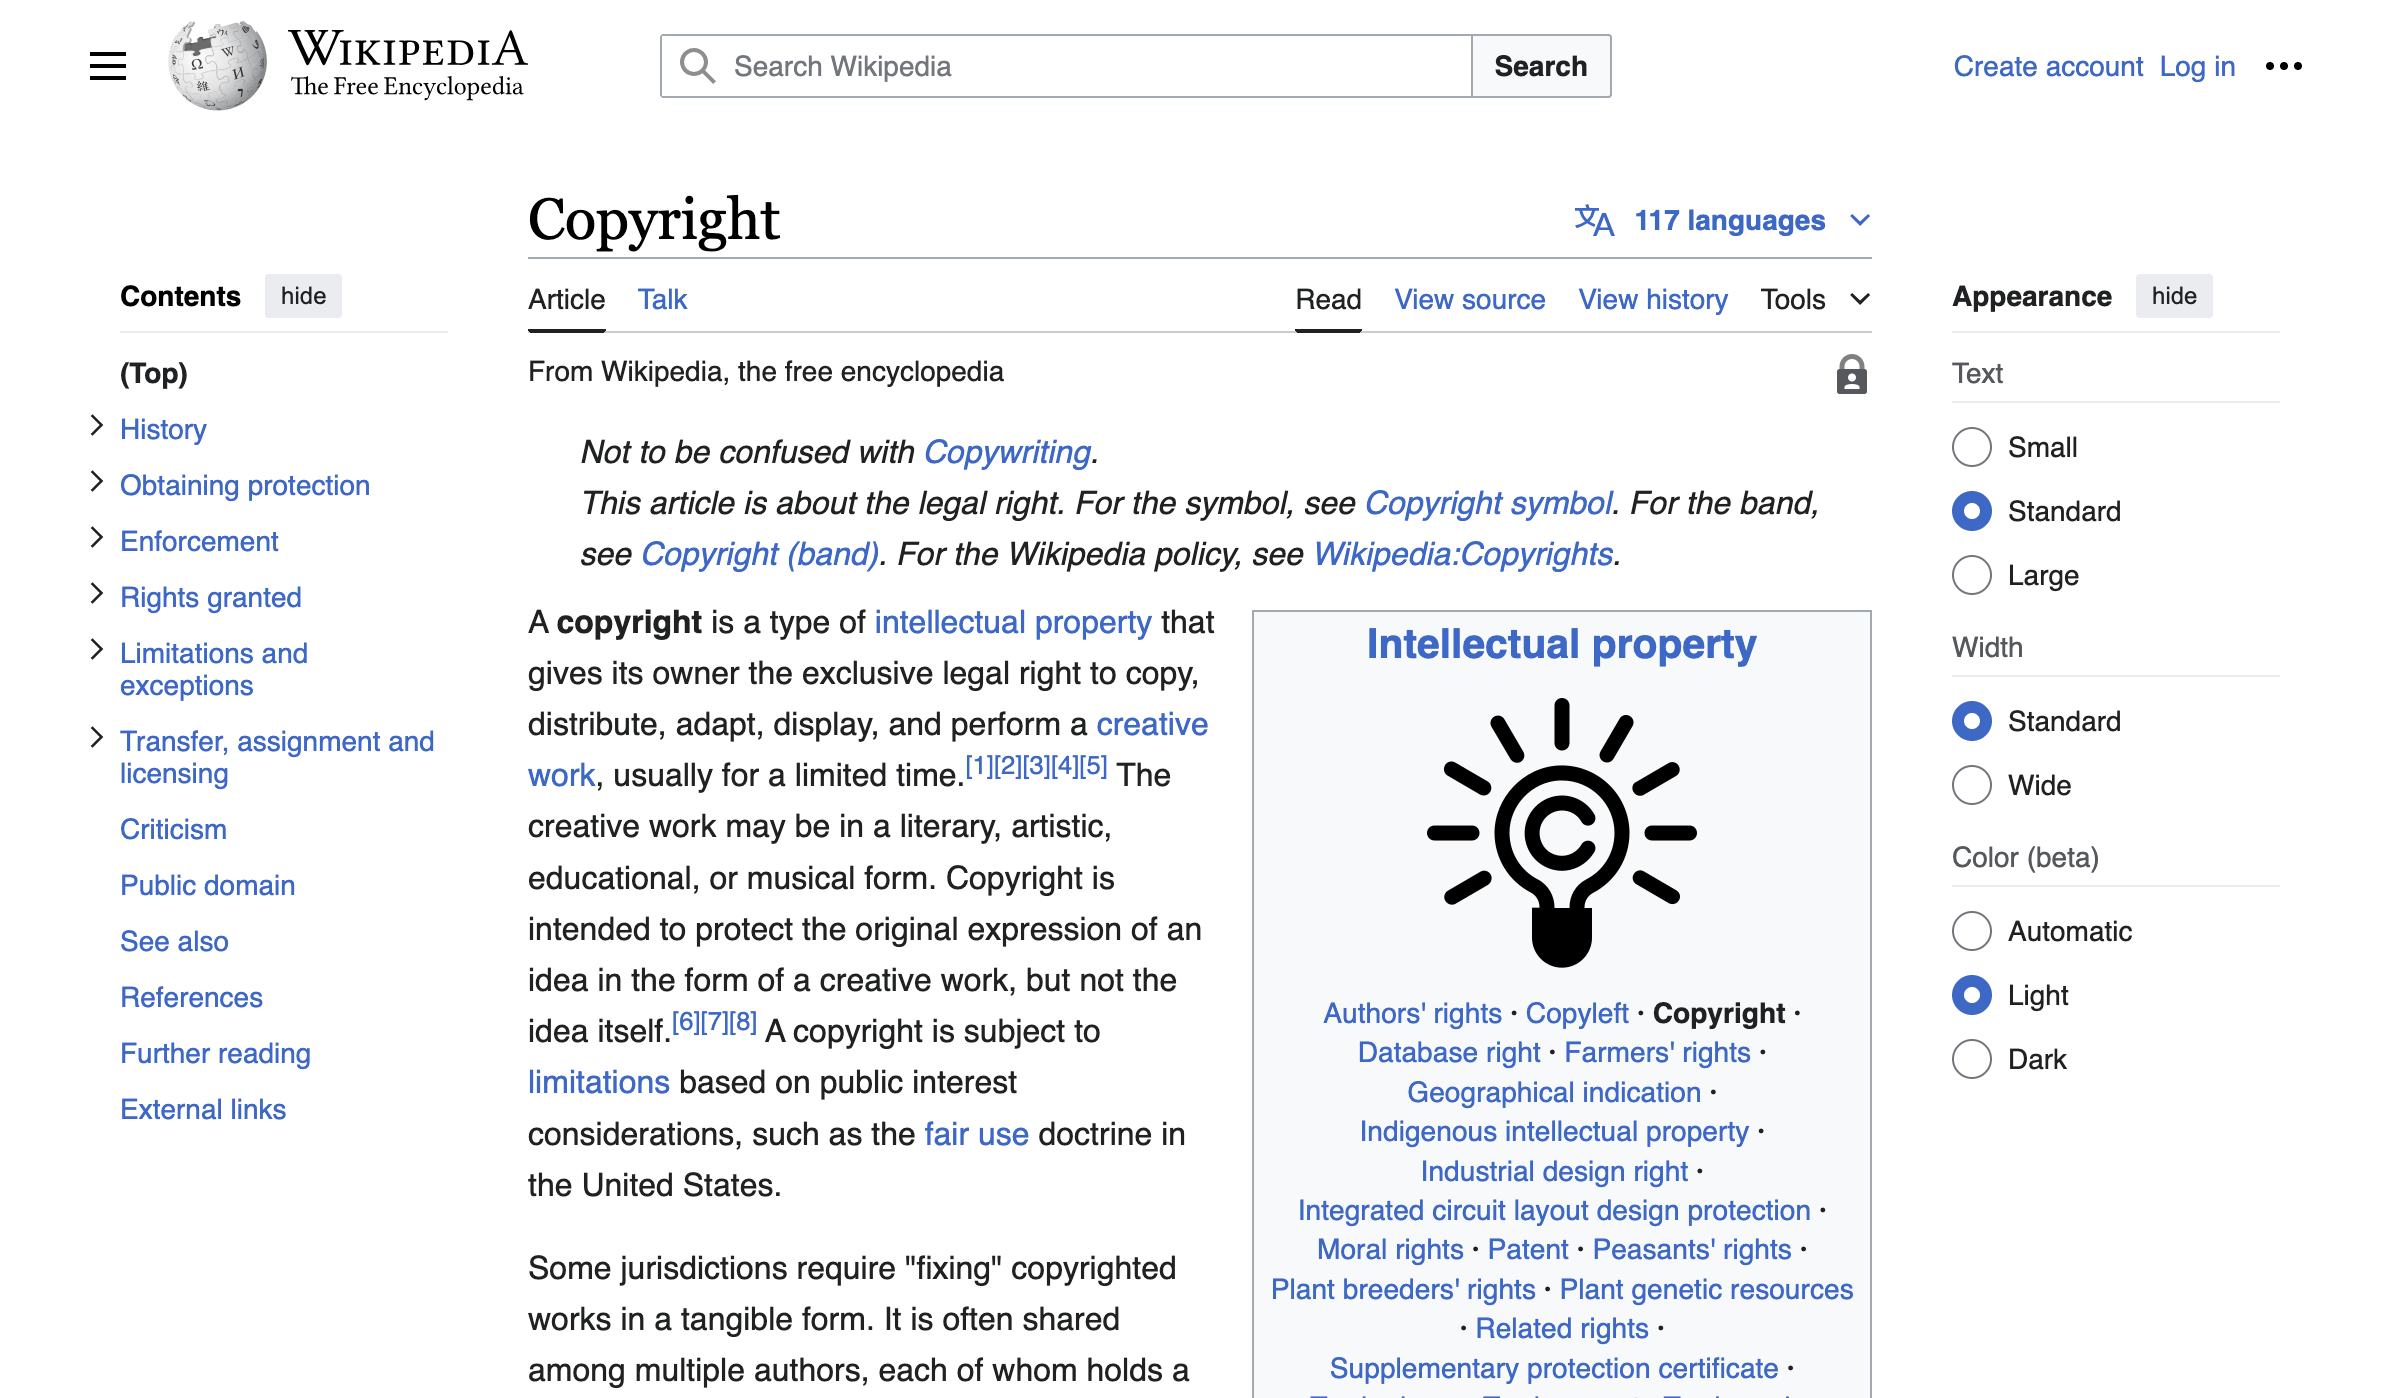 WIKIPEDIA
The Free Encyclopedia
Search Wikipedia
Search
Create account Log in
Contents hide
(Top)
History
Obtaining protection
Enforcement
Rights granted
Limitations and
exceptions
Transfer, assignment and
licensing
Criticism
Public domain
See also
References
Further reading
External links
Copyright
117 languages
Article Talk Read View source View history Tools
From Wikipedia, the free encyclopedia
Not to be confused with Copywriting.
This article is about the legal right. For the symbol, see Copyright symbol. For the band,
see Copyright (band). For the Wikipedia policy, see Wikipedia:Copyrights.
A copyright is a type of intellectual property that
gives its owner the exclusive legal right to copy,
distribute, adapt, display, and perform a creative
work, usually for a limited time.[1][2][3][4][5] The
creative work may be in a literary, artistic,
educational, or musical form. Copyright is
intended to protect the original expression of an
idea in the form of a creative work, but not the
idea itself.[6][7][8] A copyright is subject to
limitations based on public interest
considerations, such as the fair use doctrine in
the United States.
Some jurisdictions require "fixing" copyrighted
works in a tangible form. It is often shared
among multiple authors, each of whom holds a
Intellectual property
Authors' rights · Copyleft · Copyright ·
Database right · Farmers' rights ·
Geographical indication ·
Indigenous intellectual property ·
Industrial design right ·
Integrated circuit layout design protection ·
Moral rights · Patent · Peasants' rights ·
Plant breeders' rights · Plant genetic resources
· Related rights ·
Supplementary protection certificate ·
Appearance hide
Text
Small
Standard
Large
Width
Standard
Wide
Color (beta)
Automatic
Light
Dark